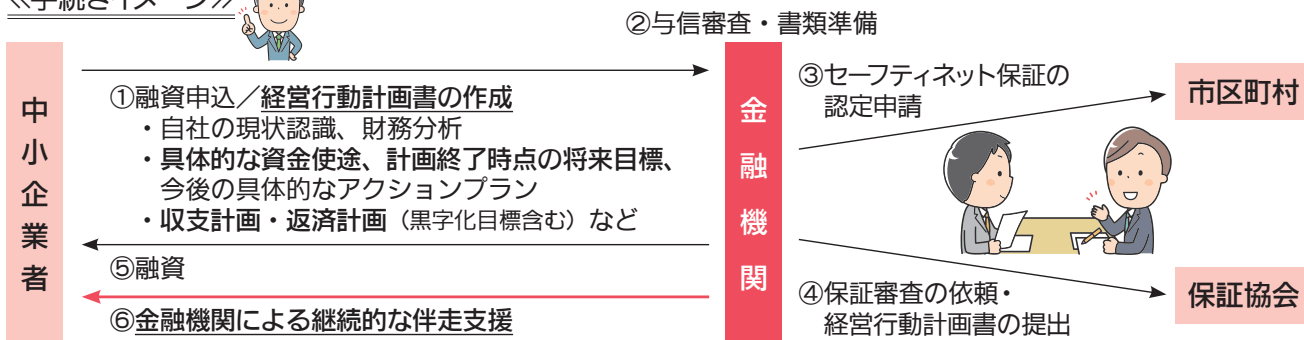 ≪手続きイメージ≫
②与信審査・書類準備
中小企業者
①融資申込／経営行動計画書の作成
・自社の現状認識、財務分析
・具体的な資金使途、計画終了時点の将来目標、
今後の具体的なアクションプラン
・収支計画・返済計画（黒字化目標含む）など
⑤融資
⑥金融機関による継続的な伴走支援
金融機関
③セーフティネット保証の
認定申請
市区町村
④保証審査の依頼・
経営行動計画書の提出
保証協会